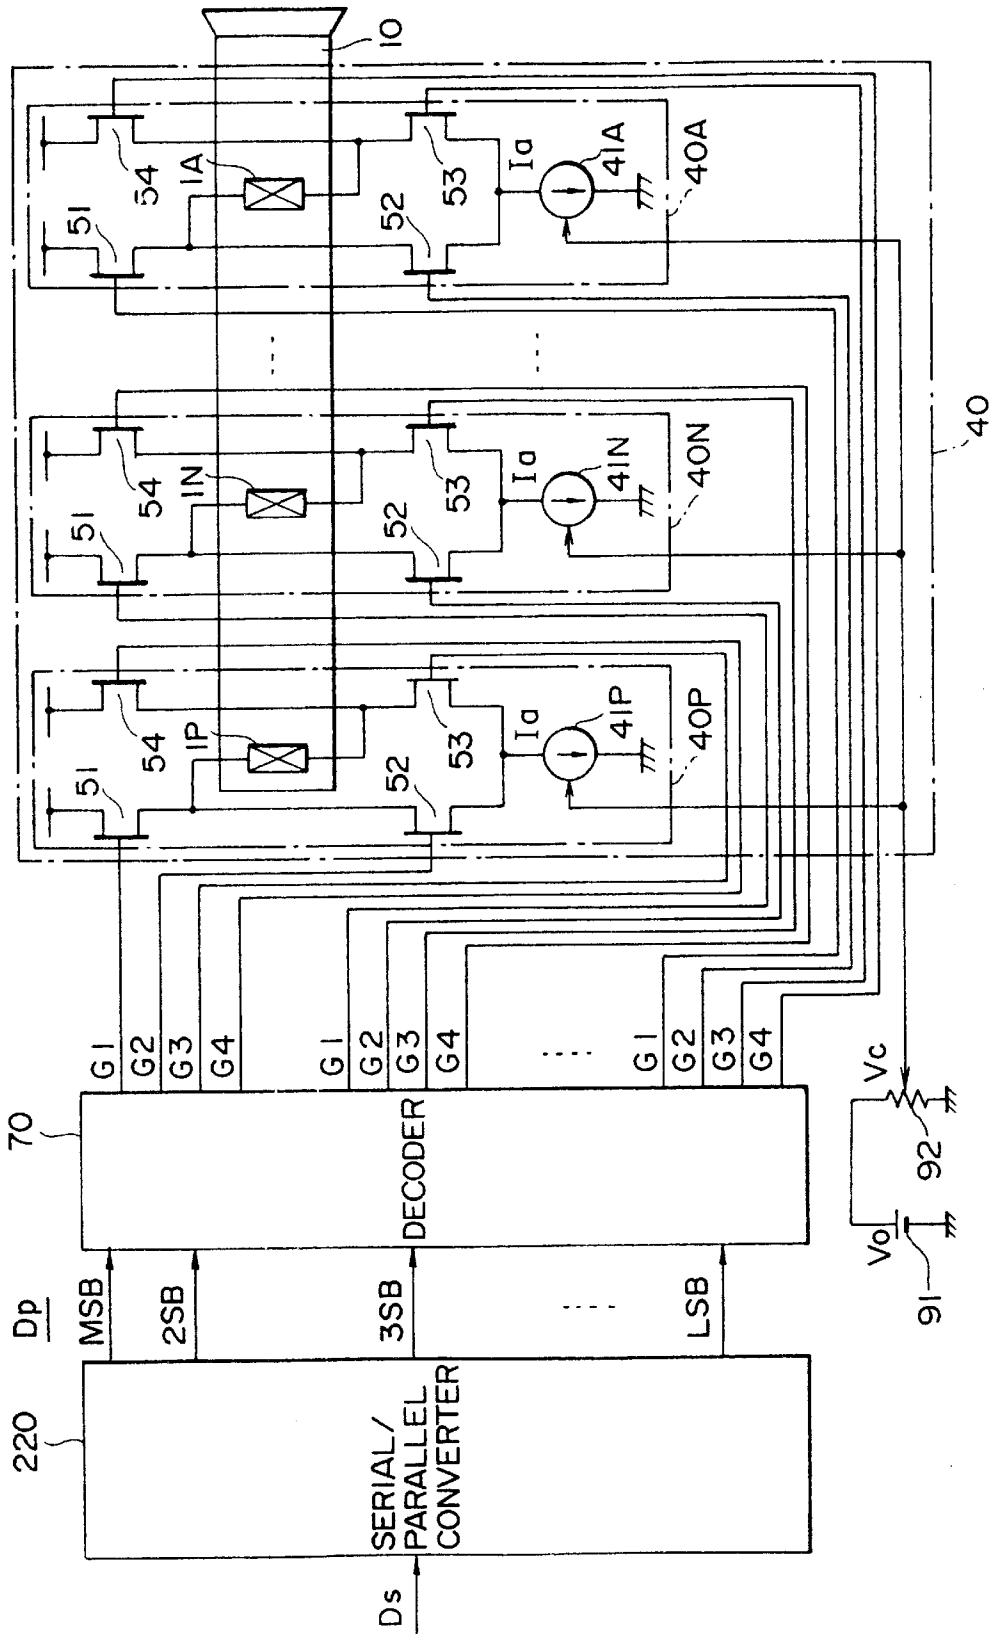 220
Dp
70
Ds
SERIAL/
PARALLEL
CONVERTER
MSB
2SB
3SB
LSB
DECODER
G1
G2
G3
G4
G1
G2
G3
G4
G1
G2
G3
G4
Vo
91
Vc
92
51
54
1P
52
53
Ia
41P
40P
51
54
1N
52
53
Ia
41N
40N
51
54
1A
52
53
Ia
41A
40A
10
40